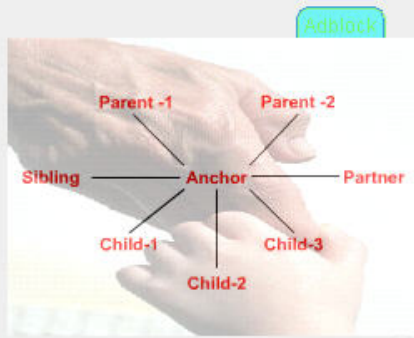 Adblock
Parent -1
Parent -2
Sibling
Anchor
Partner
Child-1
Child-3
Child-2